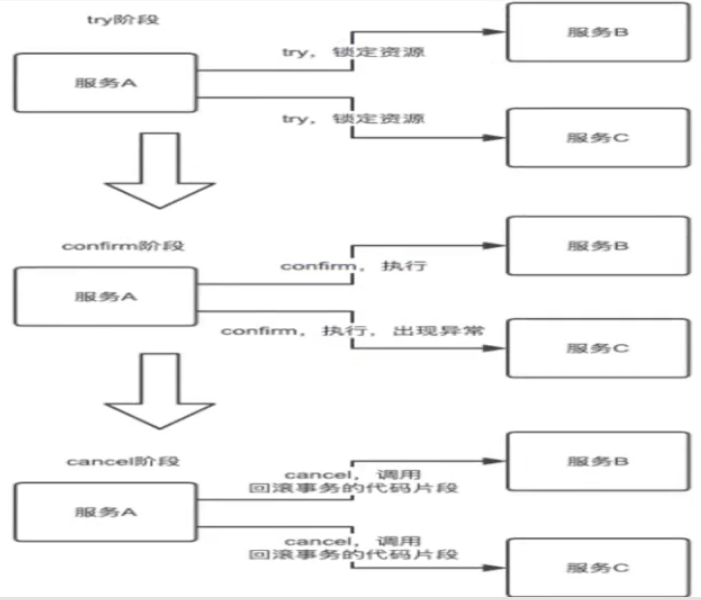 try阶段
服务B
try，锁定资源
服务A
try，锁定资源
服务C
confirm阶段
服务B
confirm，执行
服务A
confirm，执行，出现异常
服务C
cancel阶段
服务B
cancel，调用
回滚事务的代码片段
服务A
cancel，调用
回滚事务的代码片段
服务C